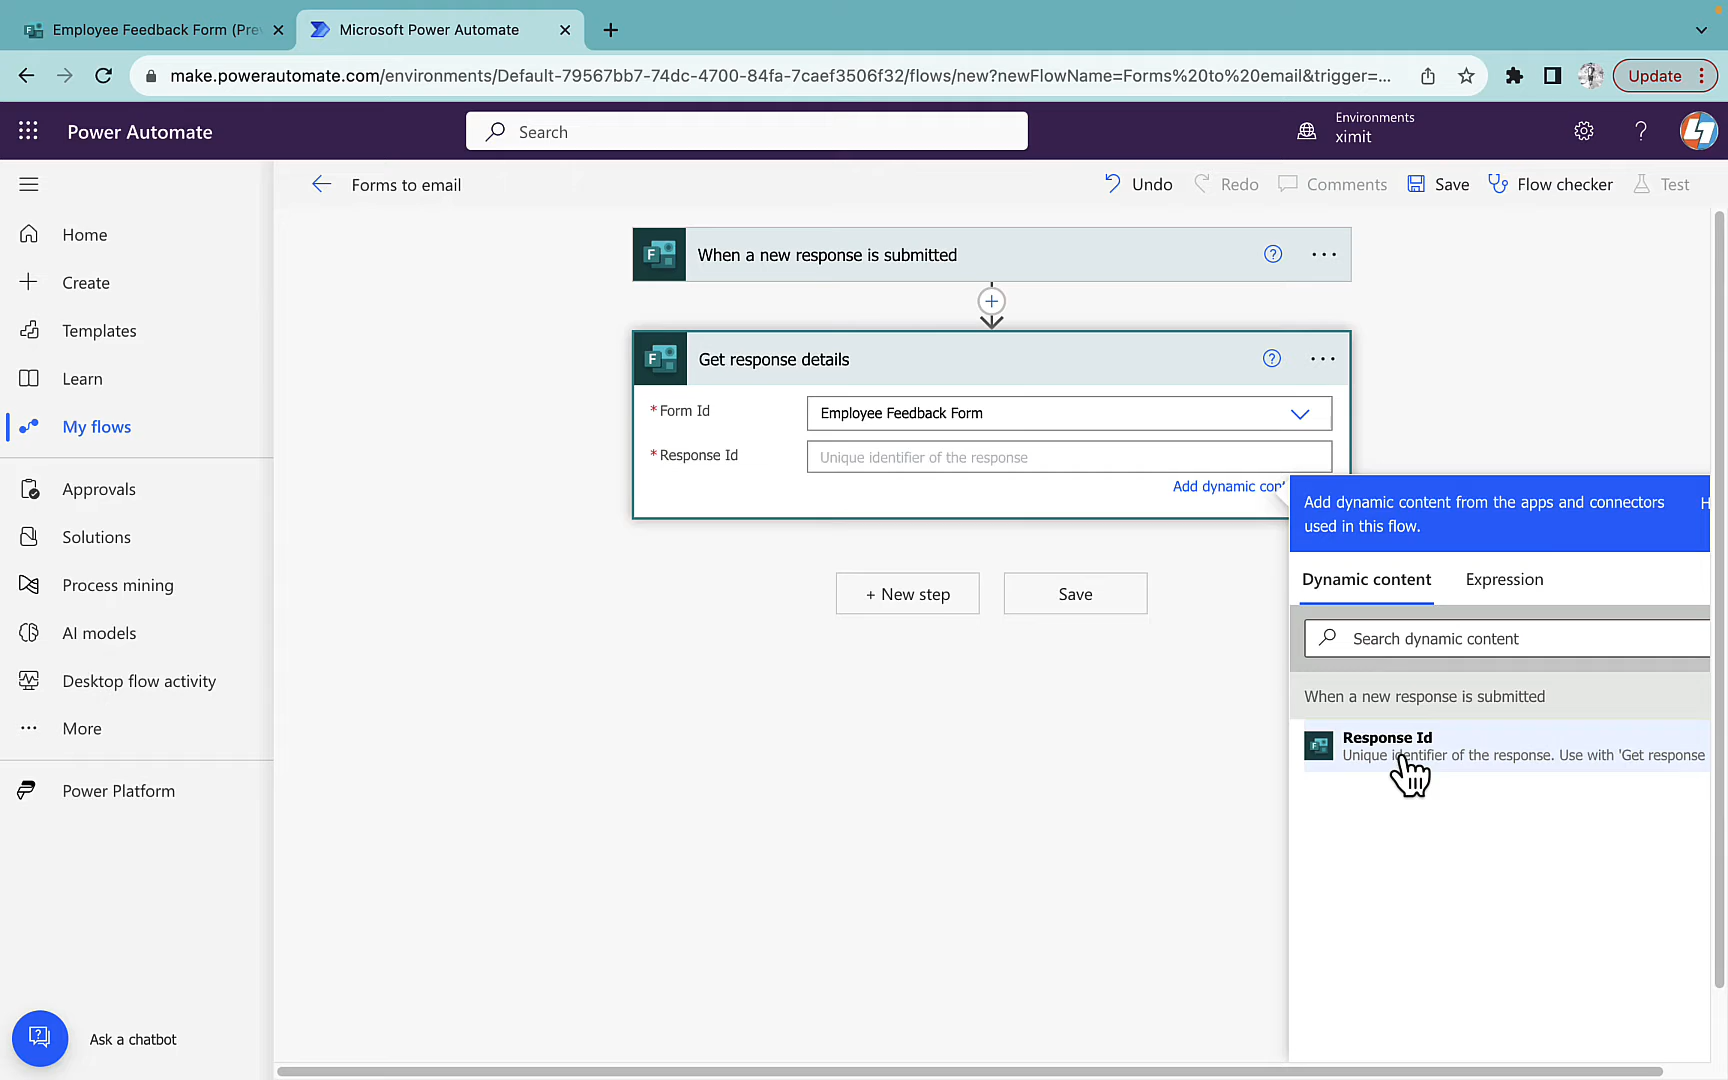 Employee Feedback Form (Pre
Microsoft Power Automate
make.powerautomate.com/environments/Default-79567bb7-74dc-4700-84fa-7caef3506f32/flows/new?newFlowName=Forms%20to%20email&trigger=...
Update
Power Automate
Search
Environments
ximit
Forms to email
Undo
Redo
Comments
Save
Flow checker
Test
Home
Create
Templates
Learn
My flows
Approvals
Solutions
Process mining
AI models
Desktop flow activity
More
Power Platform
Ask a chatbot
When a new response is submitted
Get response details
* Form Id
Employee Feedback Form
* Response Id
Unique identifier of the response
Add dynamic cont
+ New step
Save
Add dynamic content from the apps and connectors
used in this flow.
H
Dynamic content
Expression
Search dynamic content
When a new response is submitted
Response Id
Unique identifier of the response. Use with 'Get response